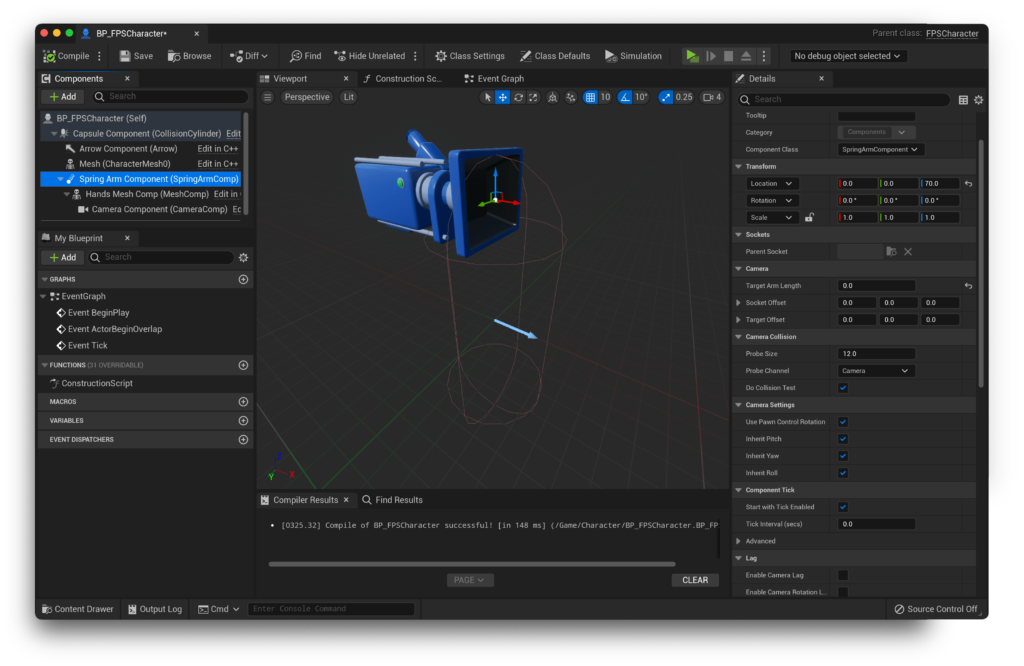 BP_FPSCharacter*
Parent class: FPSCharacter
Compile Save Browse Diff Find Hide Unrelated Class Settings Class Defaults Simulation No debug object selected
Components
Add Search
BP_FPSCharacter (Self)
Capsule Component (CollisionCylinder) Edit
Arrow Component (Arrow) Edit in C++
Mesh (CharacterMesh0) Edit in C++
Spring Arm Component (SpringArmComp)
Hands Mesh Comp (MeshComp) Edit in
Camera Component (CameraComp) Ec
My Blueprint
Add Search
GRAPHS
EventGraph
Event BeginPlay
Event ActorBeginOverlap
Event Tick
FUNCTIONS (31 OVERRIDABLE)
ConstructionScript
MACROS
VARIABLES
EVENT DISPATCHERS
Viewport Construction Sc... Event Graph
Perspective Lit 10 10° 0.25 4
Z
Y X
Compiler Results Find Results
• [0325.32] Compile of BP_FPSCharacter successful! [in 148 ms] (/Game/Character/BP_FPSCharacter.BP_FP
PAGE CLEAR
Details
Search
Tooltip
Category Components
Component Class SpringArmComponent
Transform
Location 0.0 0.0 70.0
Rotation 0.0 ° 0.0 ° 0.0 °
Scale 1.0 1.0 1.0
Sockets
Parent Socket
Camera
Target Arm Length 0.0
Socket Offset 0.0 0.0 0.0
Target Offset 0.0 0.0 0.0
Camera Collision
Probe Size 12.0
Probe Channel Camera
Do Collision Test
Camera Settings
Use Pawn Control Rotation
Inherit Pitch
Inherit Yaw
Inherit Roll
Component Tick
Start with Tick Enabled
Tick Interval (secs) 0.0
Advanced
Lag
Enable Camera Lag
Enable Camera Rotation L...
Content Drawer Output Log Cmd Enter Console Command Source Control Off